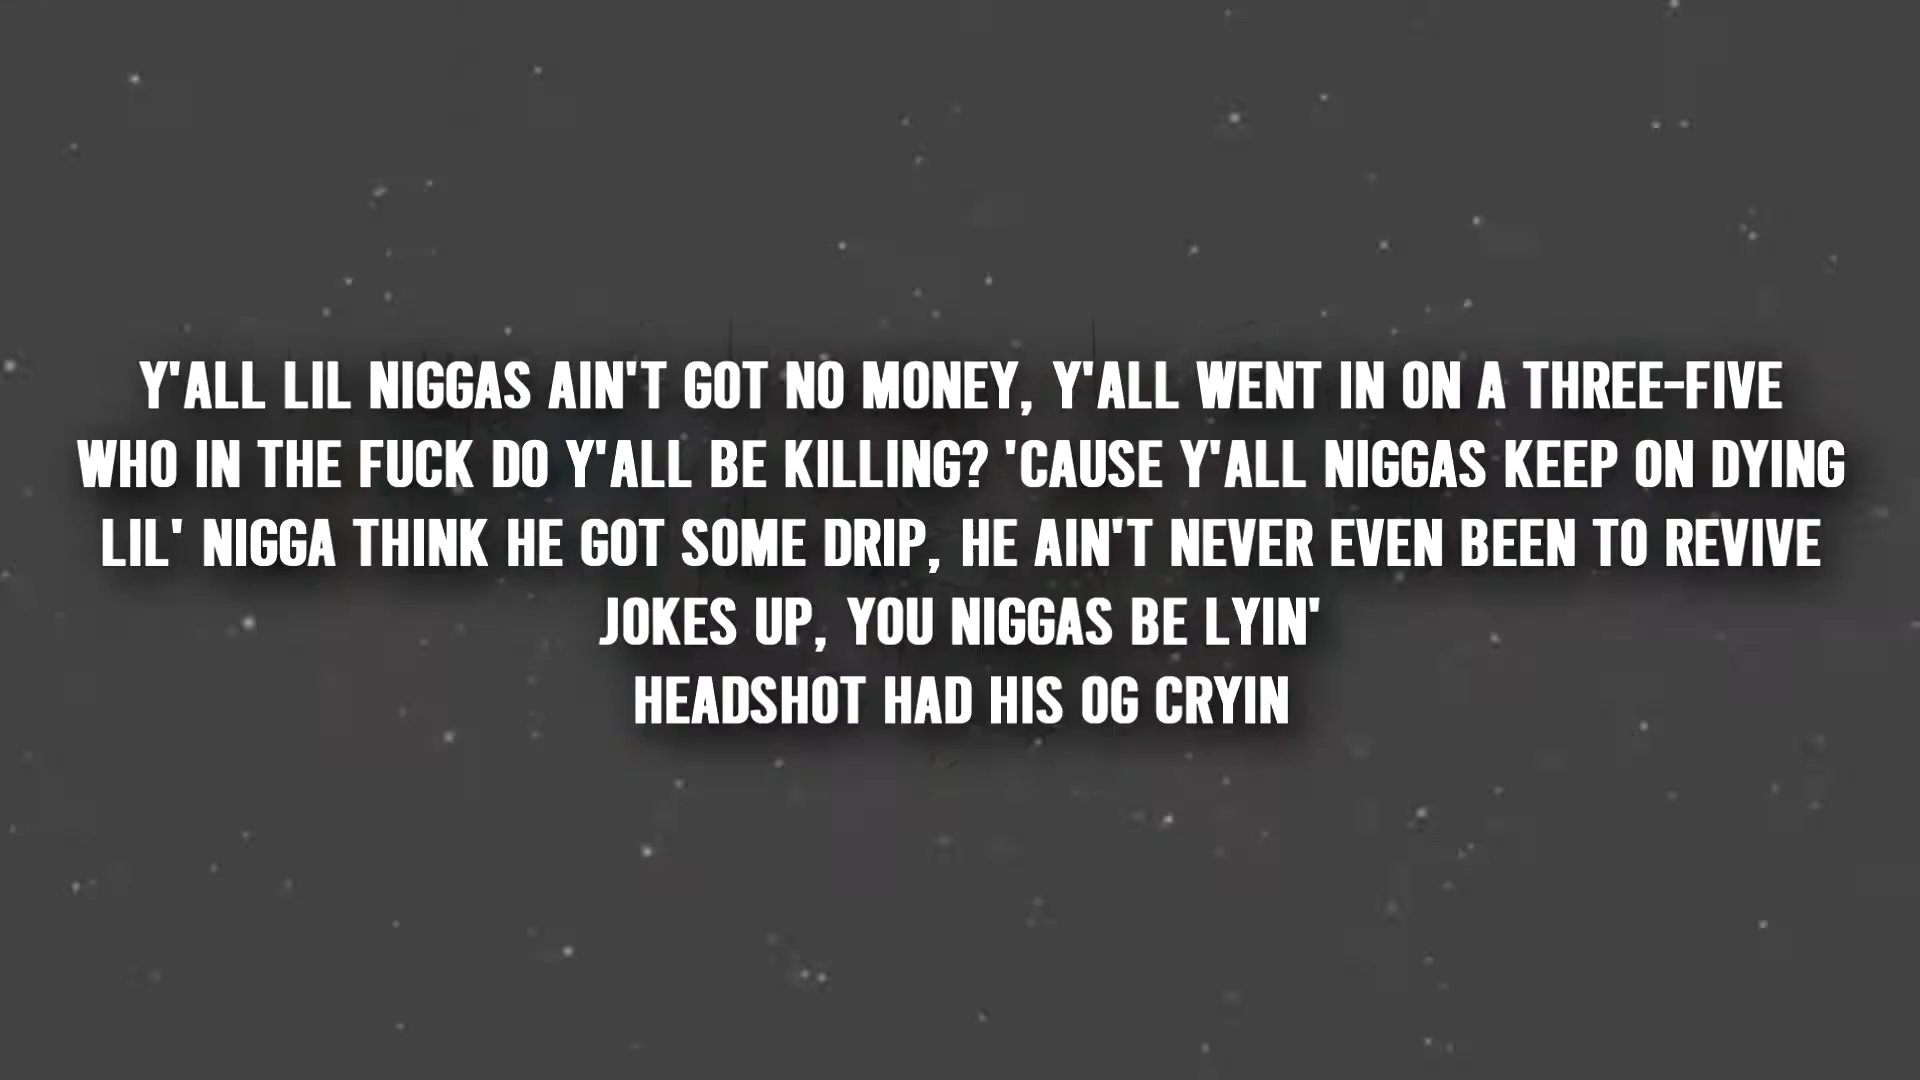 Y'ALL LIL NIGGAS AIN'T GOT NO MONEY, Y'ALL WENT IN ON A THREE-FIVE
WHO IN THE FUCK DO Y'ALL BE KILLING? 'CAUSE Y'ALL NIGGAS KEEP ON DYING
LIL' NIGGA THINK HE GOT SOME DRIP, HE AIN'T NEVER EVEN BEEN TO REVIVE
JOKES UP, YOU NIGGAS BE LYIN'
HEADSHOT HAD HIS OG CRYIN